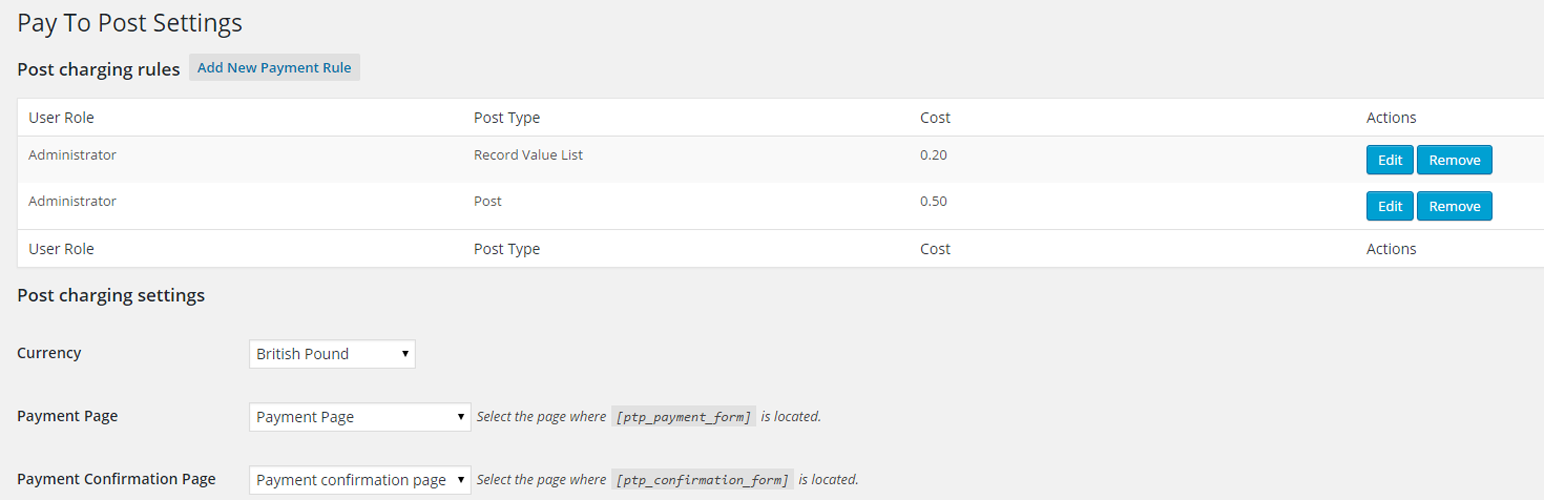 Pay To Post Settings
Post charging rules Add New Payment Rule
User Role Post Type Cost Actions
Administrator Record Value List 0.20 Edit Remove
Administrator Post 0.50 Edit Remove
User Role Post Type Cost Actions
Post charging settings
Currency British Pound
Payment Page Payment Page Select the page where [ptp_payment_form] is located.
Payment Confirmation Page Payment confirmation page Select the page where [ptp_confirmation_form] is located.